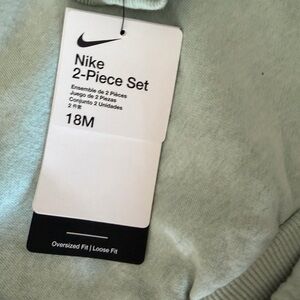 Nike
2-Piece Set
Ensemble de 2 Pièces
Juego de 2 Piezas
Conjunto 2 Unidades
2 件套
18M
Oversized Fit | Loose Fit